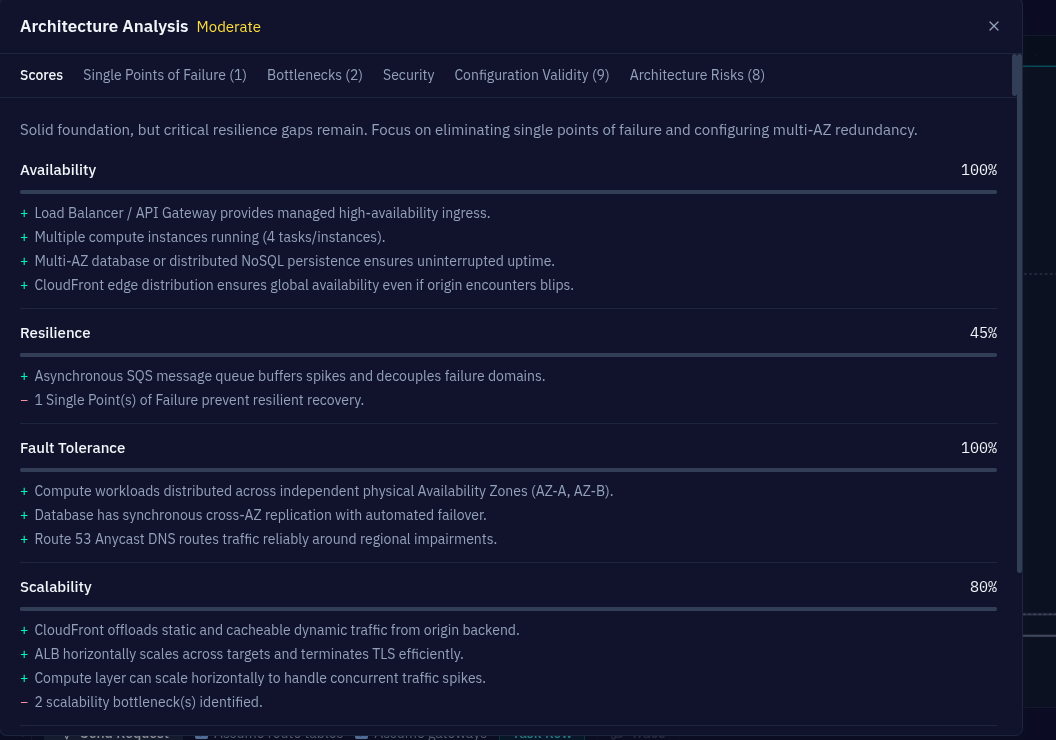 Architecture Analysis Moderate ×
Scores Single Points of Failure (1) Bottlenecks (2) Security Configuration Validity (9) Architecture Risks (8)
Solid foundation, but critical resilience gaps remain. Focus on eliminating single points of failure and configuring multi-AZ redundancy.
Availability 100%
+ Load Balancer / API Gateway provides managed high-availability ingress.
+ Multiple compute instances running (4 tasks/instances).
+ Multi-AZ database or distributed NoSQL persistence ensures uninterrupted uptime.
+ CloudFront edge distribution ensures global availability even if origin encounters blips.
Resilience 45%
+ Asynchronous SQS message queue buffers spikes and decouples failure domains.
– 1 Single Point(s) of Failure prevent resilient recovery.
Fault Tolerance 100%
+ Compute workloads distributed across independent physical Availability Zones (AZ-A, AZ-B).
+ Database has synchronous cross-AZ replication with automated failover.
+ Route 53 Anycast DNS routes traffic reliably around regional impairments.
Scalability 80%
+ CloudFront offloads static and cacheable dynamic traffic from origin backend.
+ ALB horizontally scales across targets and terminates TLS efficiently.
+ Compute layer can scale horizontally to handle concurrent traffic spikes.
– 2 scalability bottleneck(s) identified.
Send Request Assume route tables Assume gateways